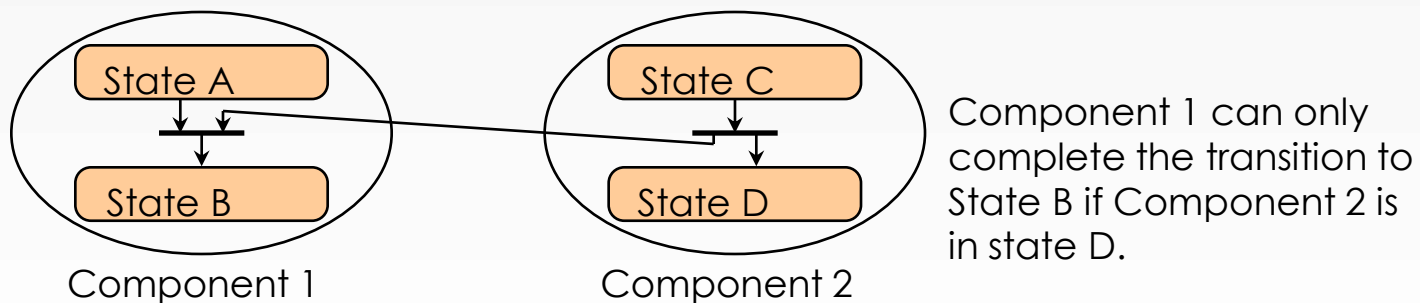 State A
State B
Component 1
State C
State D
Component 2
Component 1 can only
complete the transition to
State B if Component 2 is
in state D.